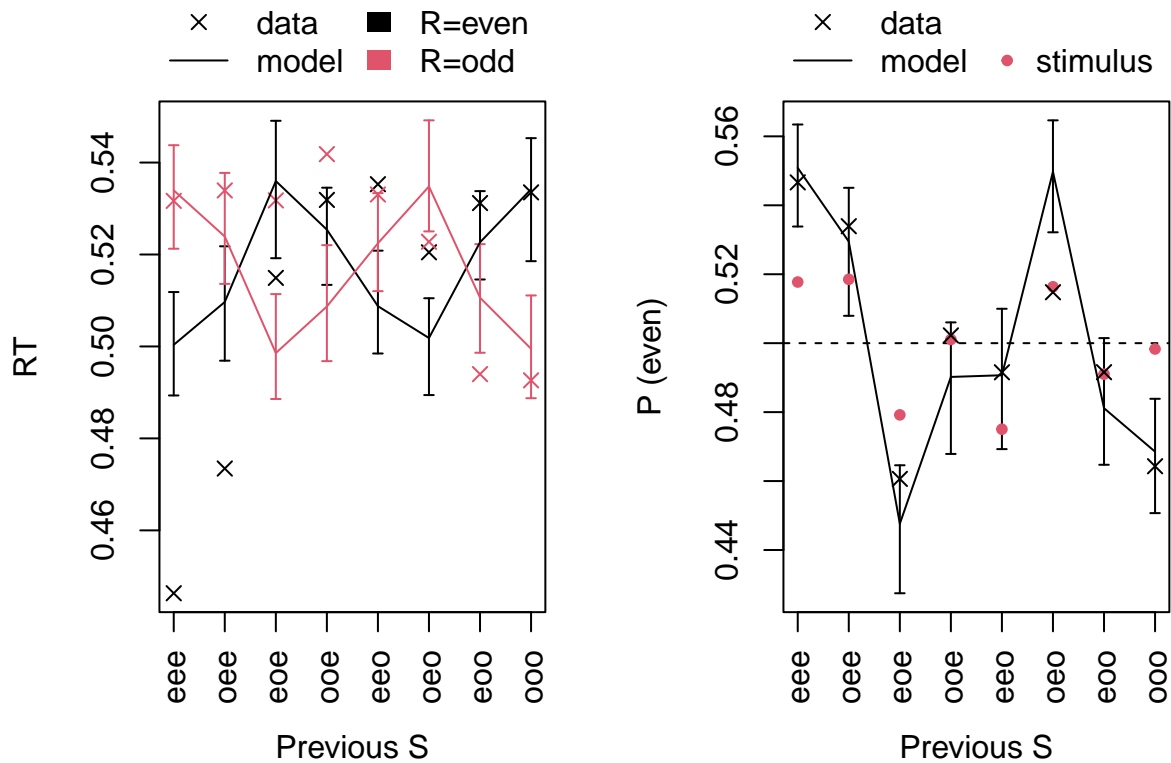 data R=even
model R=odd
RT
0.54
0.52
0.50
0.48
0.46
eee oee eoe ooe eeo oeo eoo ooo
Previous S
data
model stimulus
P (even)
0.56
0.52
0.48
0.44
eee oee eoe ooe eeo oeo eoo ooo
Previous S